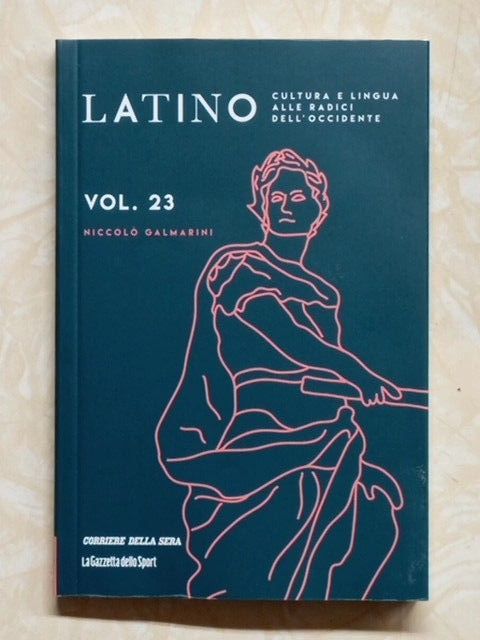 LATINO
CULTURA E LINGUA
ALLE RADICI
DELL'OCCIDENTE
VOL. 23
NICCOLÒ GALMARINI
CORRIERE DELLA SERA
La Gazzetta dello Sport